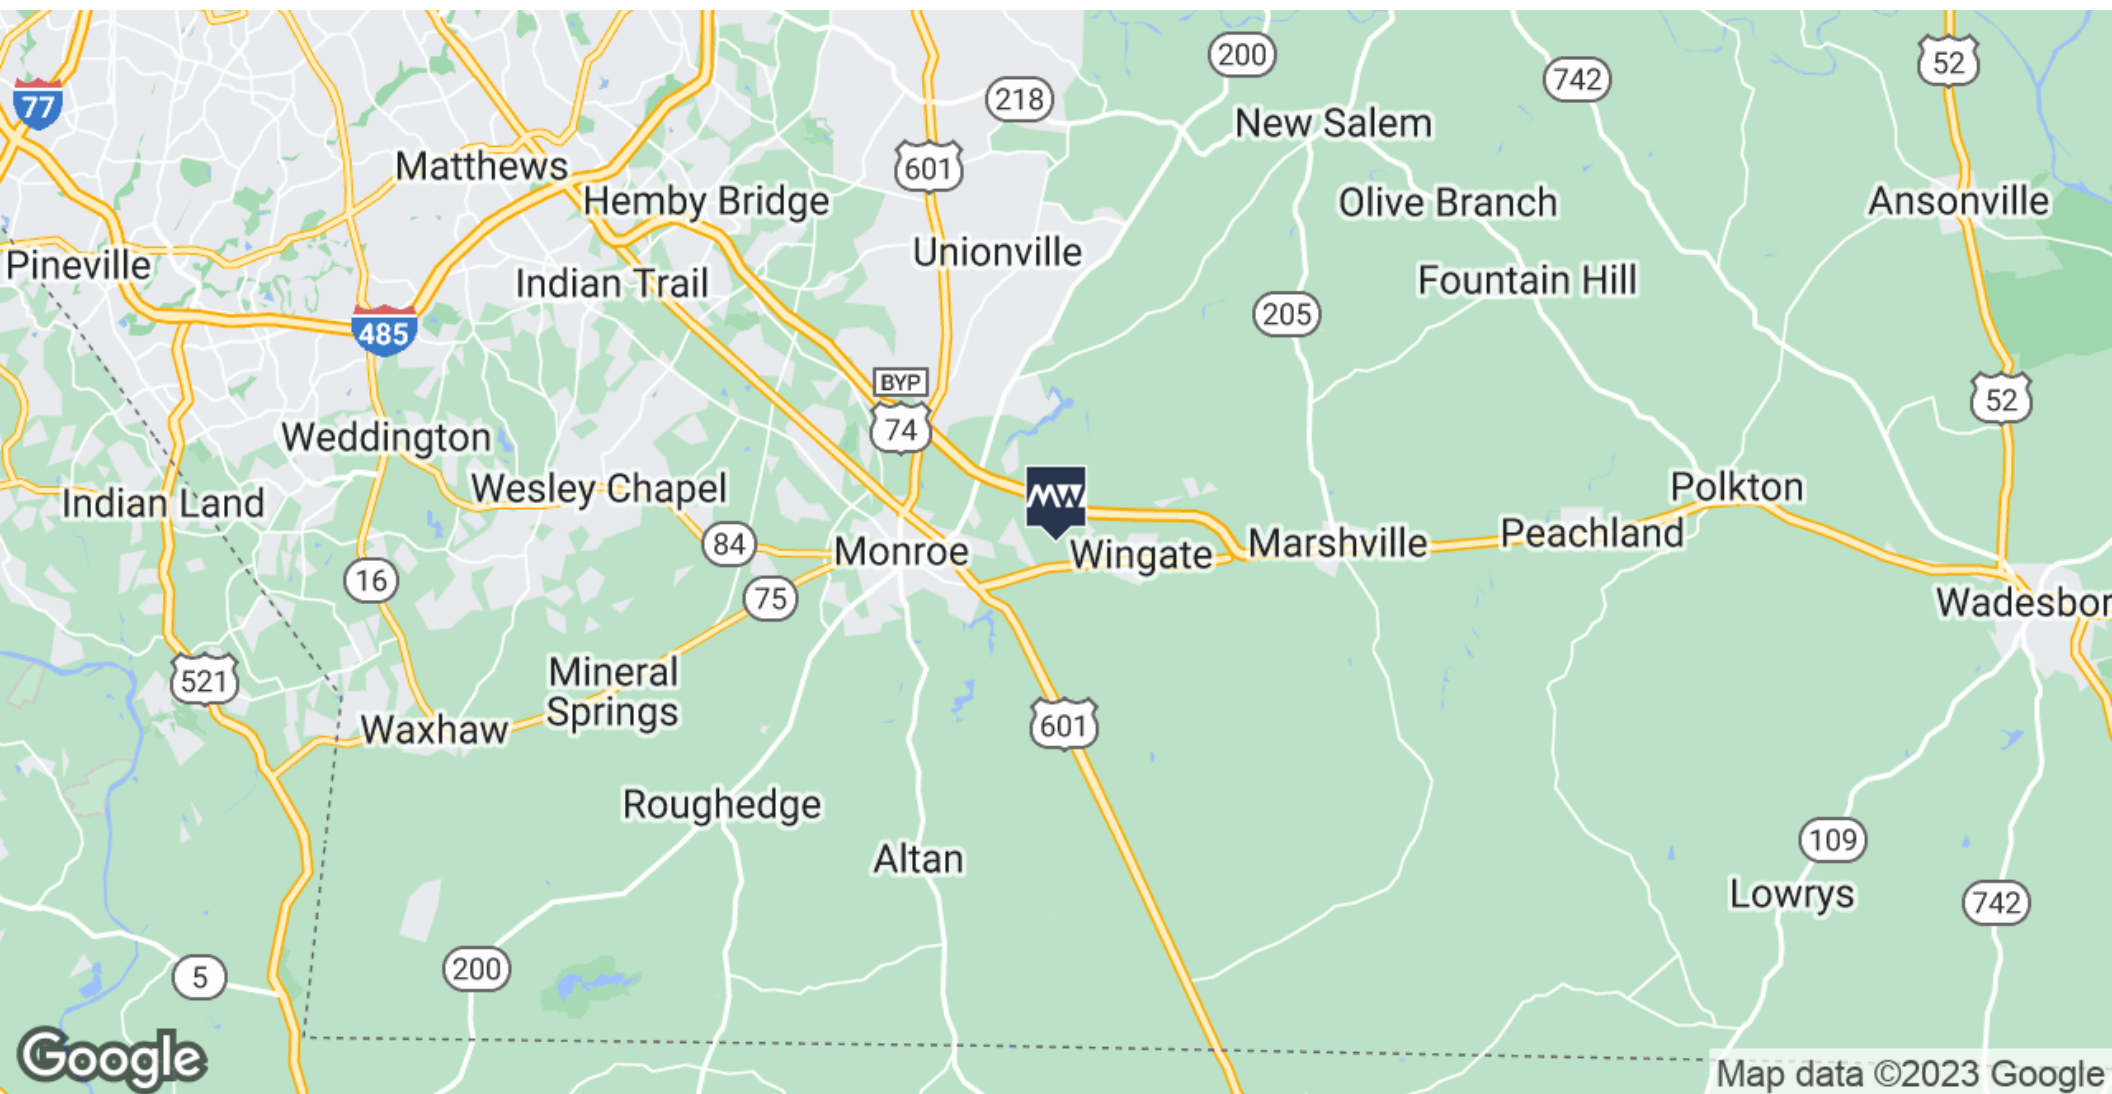 200
52
77
742
218
New Salem
Matthews
601
Hemby Bridge
Olive Branch
Ansonville
Unionville
Pineville
Indian Trail
Fountain Hill
205
485
BYP
74
52
Weddington
Wesley Chapel
MW
Polkton
Indian Land
Peachland
84
Monroe
Wingate
Marshville
16
75
Wadesbor
Mineral
Springs
521
Waxhaw
601
Roughedge
109
Altan
Lowrys
742
200
5
Google
Map data ©2023 Google